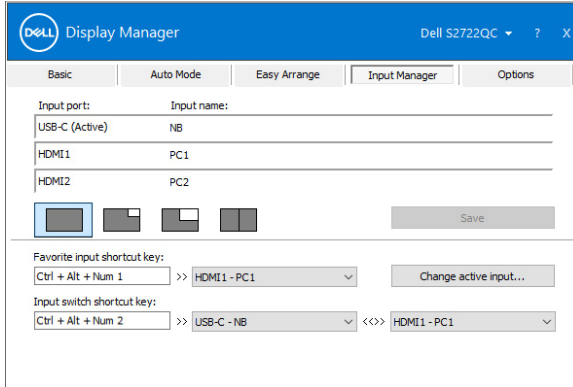 DELL Display Manager Dell S2722QC ? X
Basic Auto Mode Easy Arrange Input Manager Options
Input port: Input name:
USB-C (Active) NB
HDMI1 PC1
HDMI2 PC2
Save
Favorite input shortcut key:
Ctrl + Alt + Num 1 >> HDMI1 - PC1 Change active input...
Input switch shortcut key:
Ctrl + Alt + Num 2 >> USB-C - NB <<>> HDMI1 - PC1